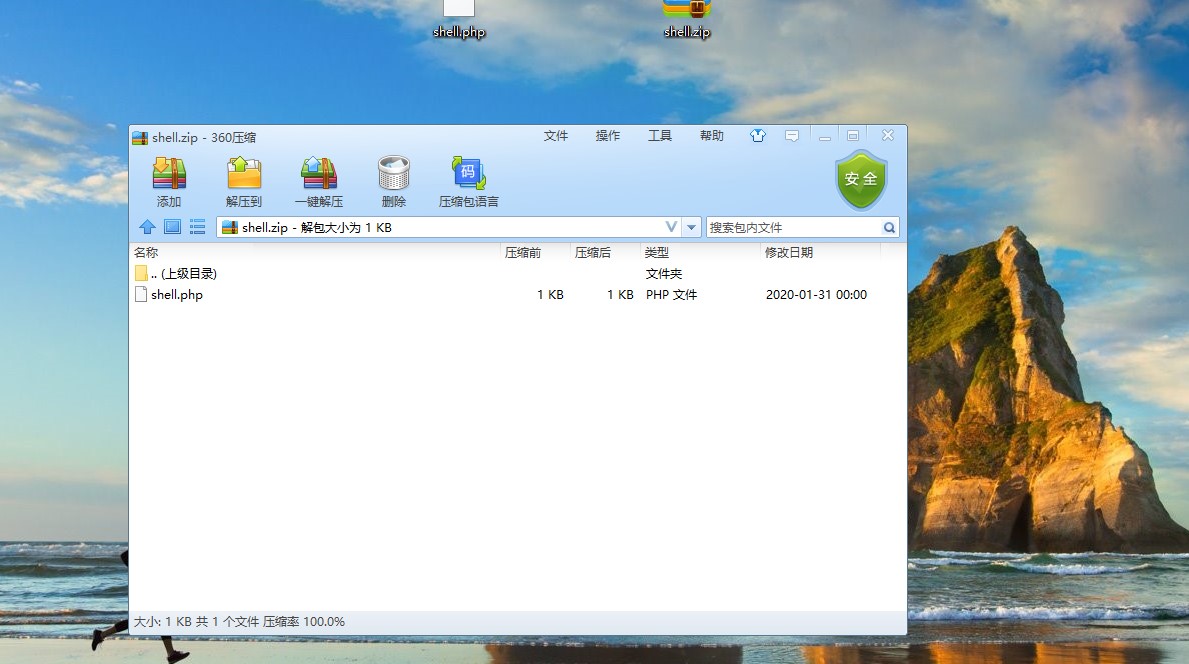 shell.php
shell.zip
shell.zip - 360压缩
文件 操作 工具 帮助
安全
码
添加 解压到 一键解压 删除 压缩包语言
shell.zip - 解包大小为 1 KB
搜索包内文件
名称 压缩前 压缩后 类型 修改日期
.. (上级目录) 文件夹
shell.php 1 KB 1 KB PHP 文件 2020-01-31 00:00
大小: 1 KB 共 1 个文件 压缩率 100.0%